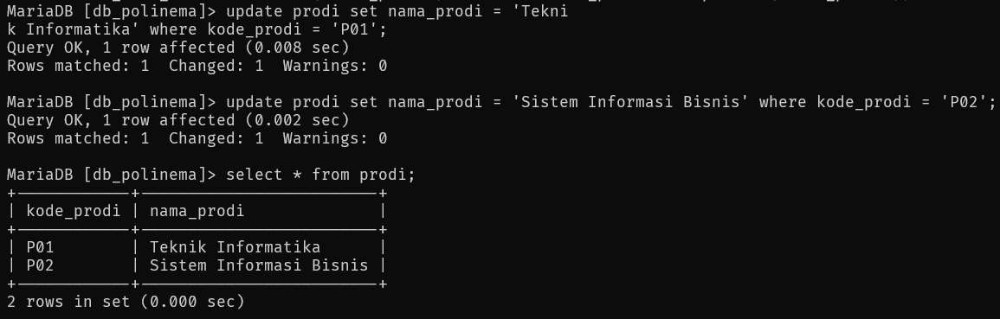 MariaDB [db_polinema]> update prodi set nama_prodi = 'Tekni
k Informatika' where kode_prodi = 'P01';
Query OK, 1 row affected (0.008 sec)
Rows matched: 1  Changed: 1  Warnings: 0
MariaDB [db_polinema]> update prodi set nama_prodi = 'Sistem Informasi Bisnis' where kode_prodi = 'P02';
Query OK, 1 row affected (0.002 sec)
Rows matched: 1  Changed: 1  Warnings: 0
MariaDB [db_polinema]> select * from prodi;
+------------+-------------------------+
| kode_prodi | nama_prodi              |
+------------+-------------------------+
| P01        | Teknik Informatika      |
| P02        | Sistem Informasi Bisnis |
+------------+-------------------------+
2 rows in set (0.000 sec)